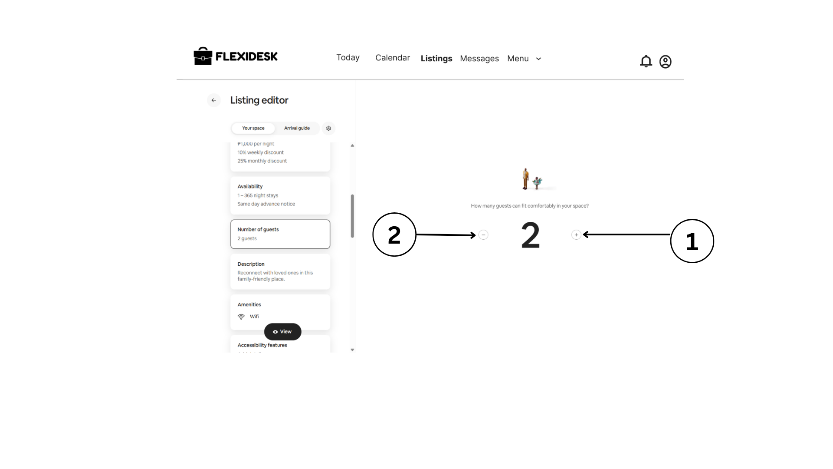 FLEXIDESK
Today Calendar Listings Messages Menu
Listing editor
Your space Arrival guide
₱1,000 per night
10% weekly discount
25% monthly discount
Availability
1 – 365 night stays
Same day advance notice
Number of guests
2 guests
Description
Reconnect with loved ones in this
family-friendly place.
Amenities
Wifi
View
Accessibility features
How many guests can fit comfortably in your space?
2
2
1